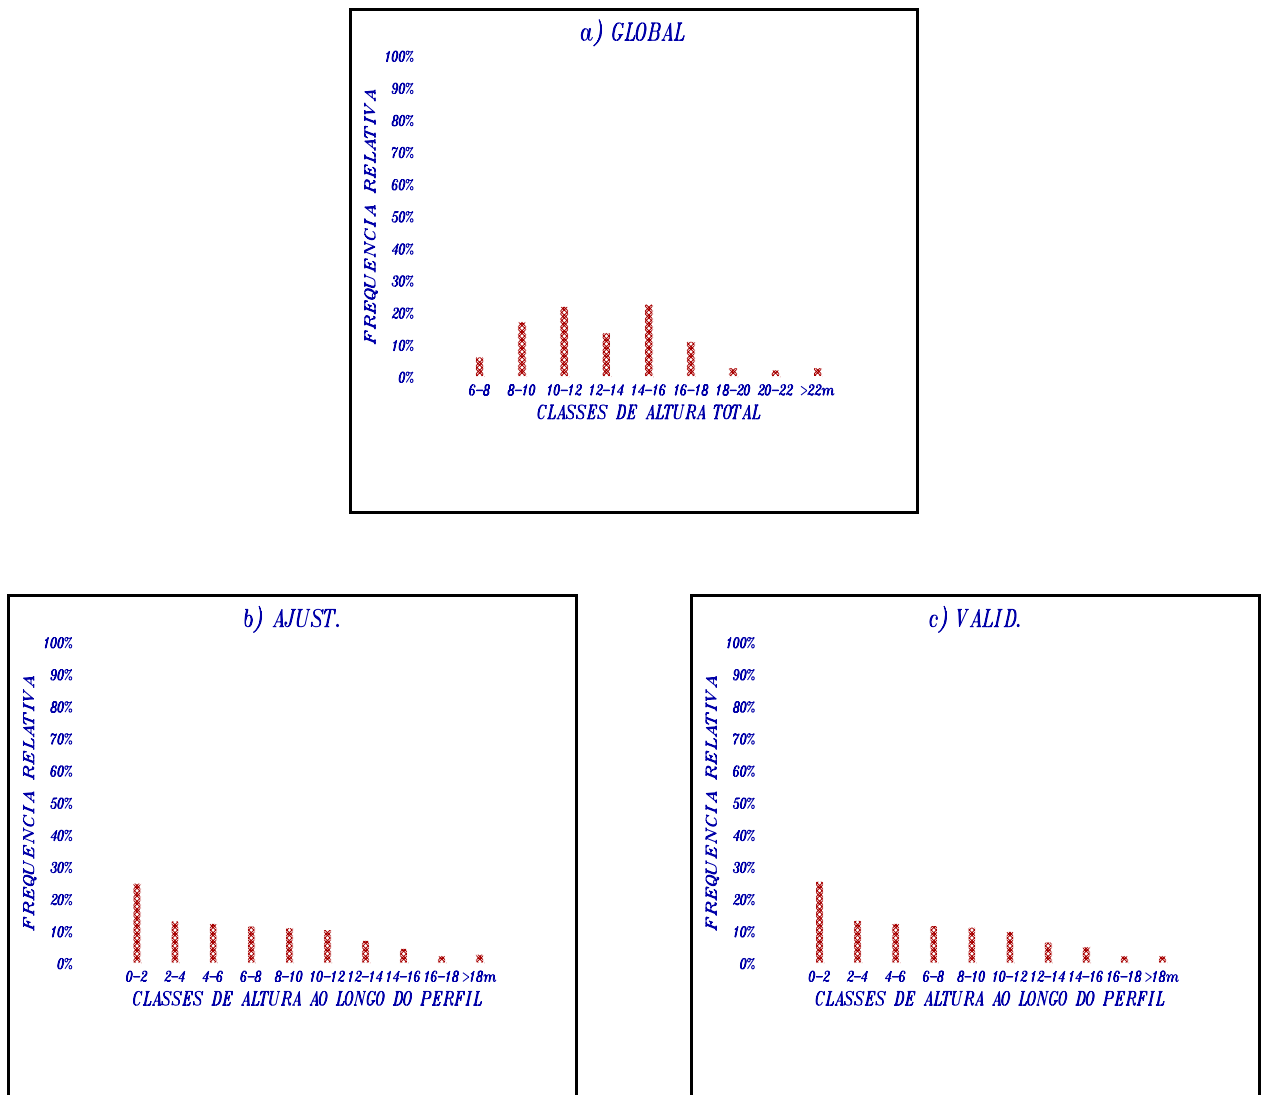 a) GLOBAL
100%
90%
80%
70%
60%
50%
40%
30%
20%
10%
0%
FREQUENCIA RELATIVA
6-8 8-10 10-12 12-14 14-16 16-18 18-20 20-22 >22m
CLASSES DE ALTURA TOTAL
b) AJUST.
100%
90%
80%
70%
60%
50%
40%
30%
20%
10%
0%
FREQUENCIA RELATIVA
0-2 2-4 4-6 6-8 8-10 10-12 12-14 14-16 16-18 >18m
CLASSES DE ALTURA AO LONGO DO PERFIL
c) VALID.
100%
90%
80%
70%
60%
50%
40%
30%
20%
10%
0%
FREQUENCIA RELATIVA
0-2 2-4 4-6 6-8 8-10 10-12 12-14 14-16 16-18 >18m
CLASSES DE ALTURA AO LONGO DO PERFIL